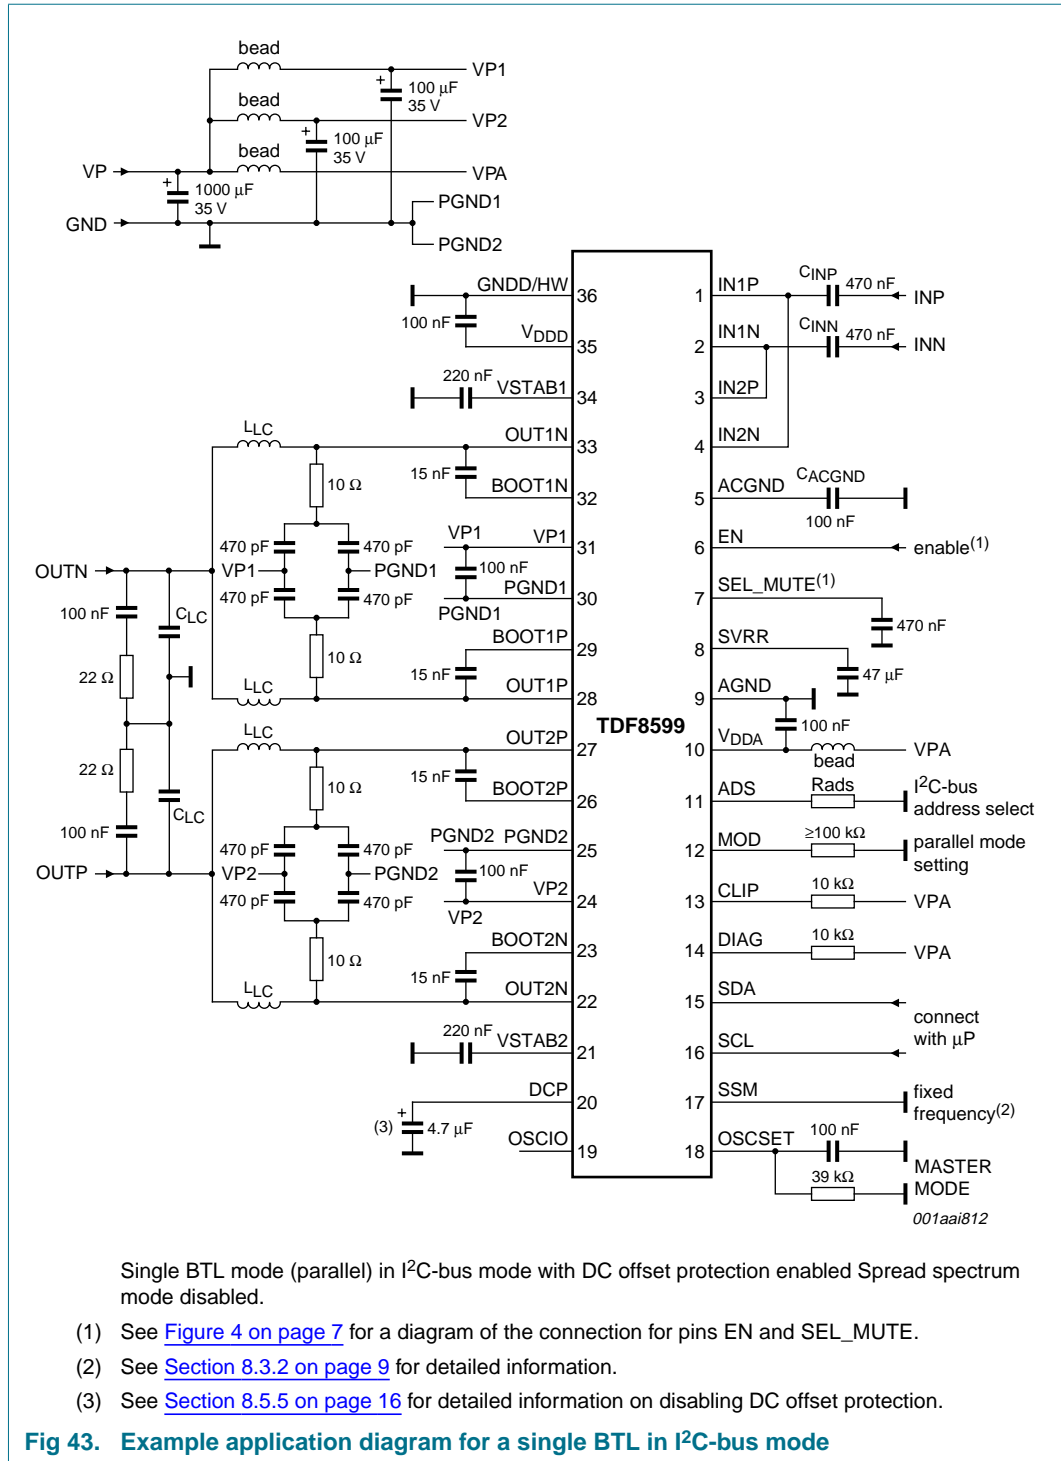 bead
VP1
+
100 μF
35 V
bead
VP2
+
100 μF
35 V
bead
VP
VPA
+
1000 μF
35 V
PGND1
GND
PGND2
GNDD/HW
36
100 nF
VDDD
35
220 nF
VSTAB1
34
LLC
OUT1N
33
10 Ω
15 nF
BOOT1N
32
470 pF
470 pF
VP1
VP1
31
OUTN
VP1
PGND1
100 nF
470 pF
470 pF
PGND1
30
PGND1
100 nF
CLC
BOOT1P
29
10 Ω
15 nF
22 Ω
LLC
OUT1P
28
LLC
OUT2P
27
22 Ω
10 Ω
15 nF
BOOT2P
26
CLC
100 nF
470 pF
470 pF
PGND2
PGND2
25
OUTP
VP2
PGND2
100 nF
470 pF
470 pF
VP2
24
VP2
BOOT2N
23
10 Ω
15 nF
LLC
OUT2N
22
220 nF
VSTAB2
21
DCP
20
(3)
+
4.7 μF
OSCIO
19
TDF8599
1
IN1P
CINP
470 nF
INP
2
IN1N
CINN
470 nF
INN
3
IN2P
4
IN2N
5
ACGND
CACGND
100 nF
6
EN
enable(1)
7
SEL_MUTE(1)
470 nF
8
SVRR
47 μF
9
AGND
100 nF
10
VDDA
bead
VPA
11
ADS
Rads
I2C-bus
address select
12
MOD
≥100 kΩ
parallel mode
setting
13
CLIP
10 kΩ
VPA
14
DIAG
10 kΩ
VPA
15
SDA
connect
with μP
16
SCL
17
SSM
fixed
frequency(2)
18
OSCSET
100 nF
39 kΩ
MASTER
MODE
001aai812
Single BTL mode (parallel) in I2C-bus mode with DC offset protection enabled Spread spectrum
mode disabled.
(1) See Figure 4 on page 7 for a diagram of the connection for pins EN and SEL_MUTE.
(2) See Section 8.3.2 on page 9 for detailed information.
(3) See Section 8.5.5 on page 16 for detailed information on disabling DC offset protection.
Fig 43. Example application diagram for a single BTL in I2C-bus mode